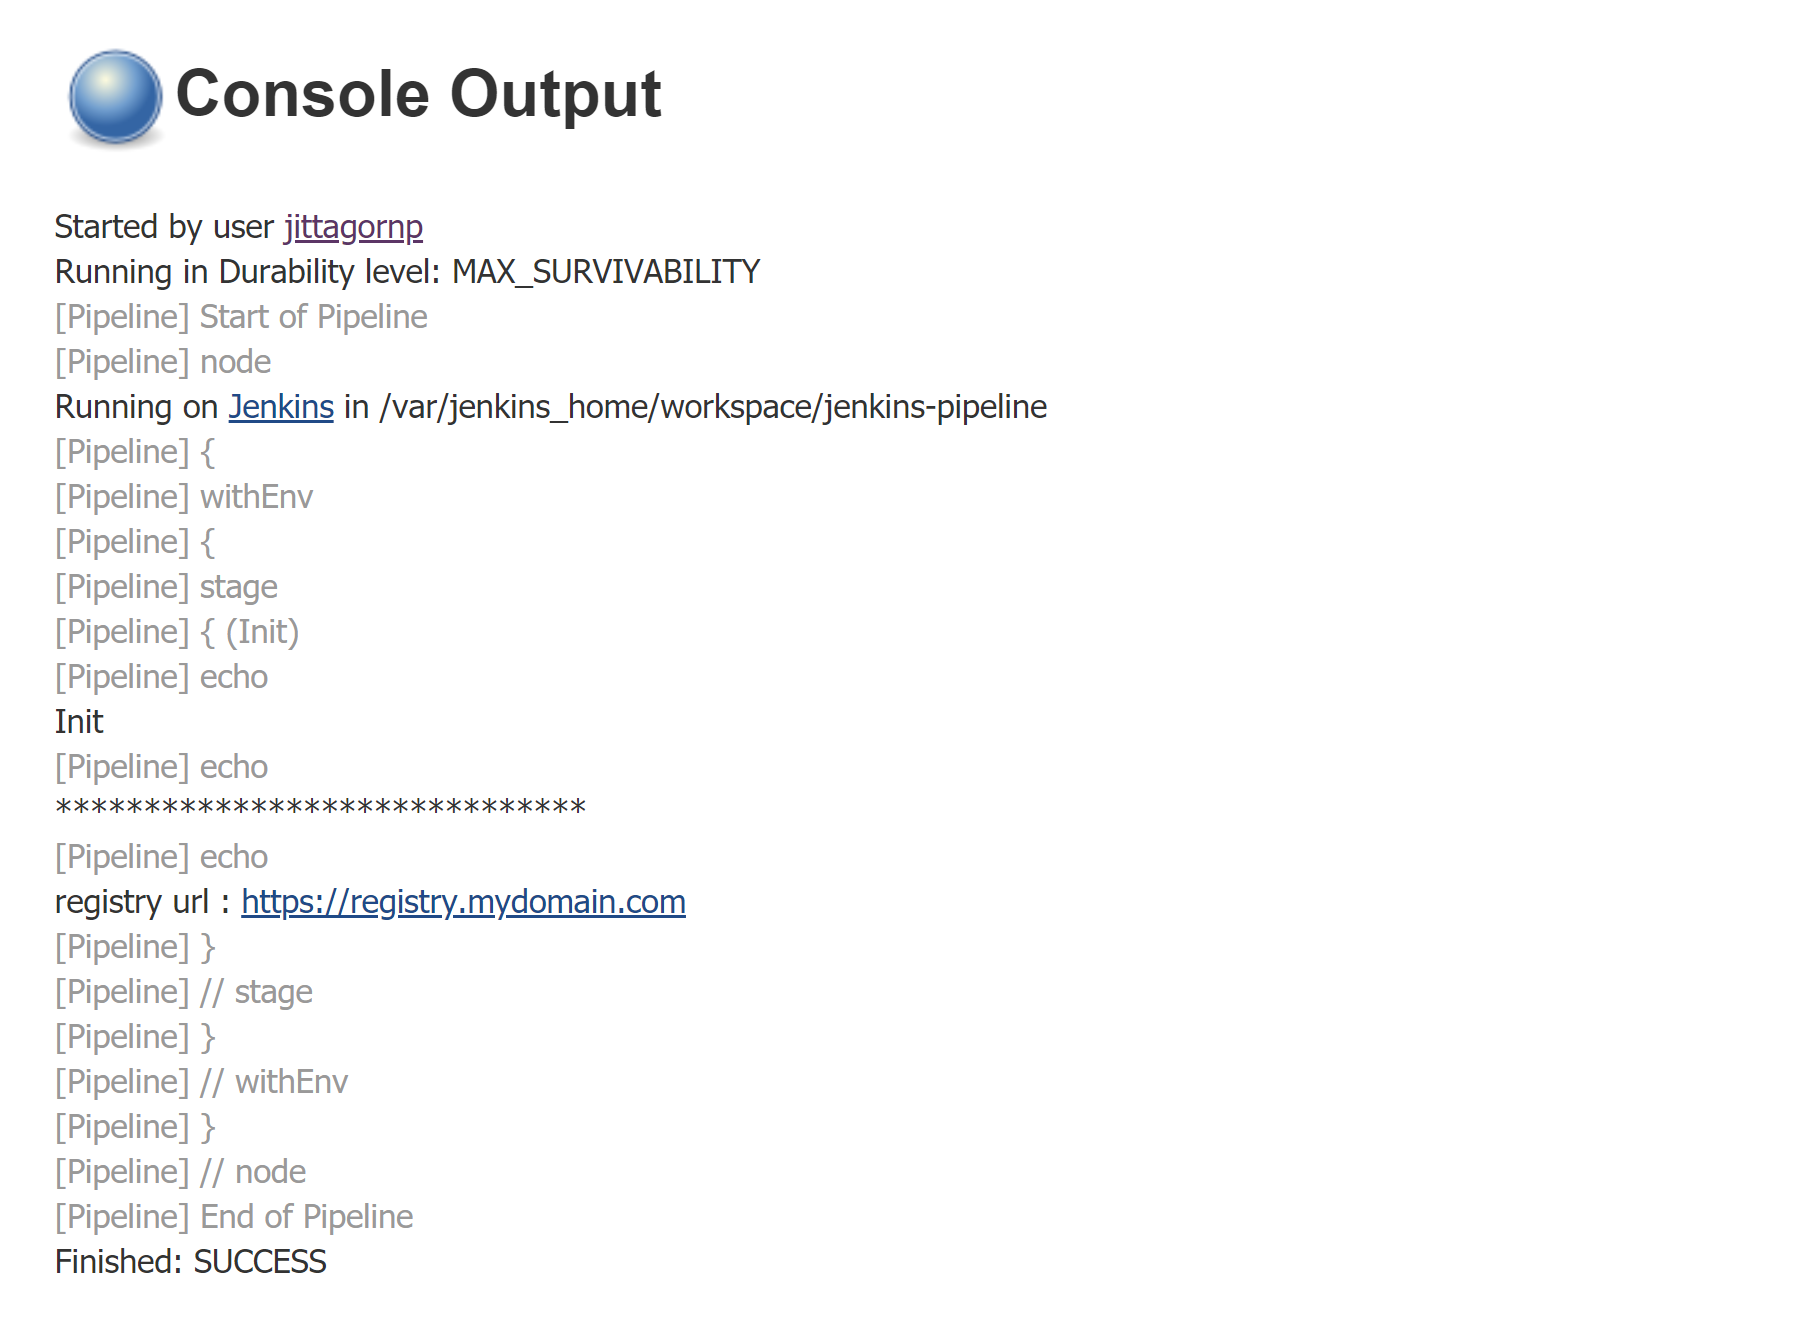 Console Output
Started by user jittagornp
Running in Durability level: MAX_SURVIVABILITY
[Pipeline] Start of Pipeline
[Pipeline] node
Running on Jenkins in /var/jenkins_home/workspace/jenkins-pipeline
[Pipeline] {
[Pipeline] withEnv
[Pipeline] {
[Pipeline] stage
[Pipeline] { (Init)
[Pipeline] echo
Init
[Pipeline] echo
******************************
[Pipeline] echo
registry url : https://registry.mydomain.com
[Pipeline] }
[Pipeline] // stage
[Pipeline] }
[Pipeline] // withEnv
[Pipeline] }
[Pipeline] // node
[Pipeline] End of Pipeline
Finished: SUCCESS